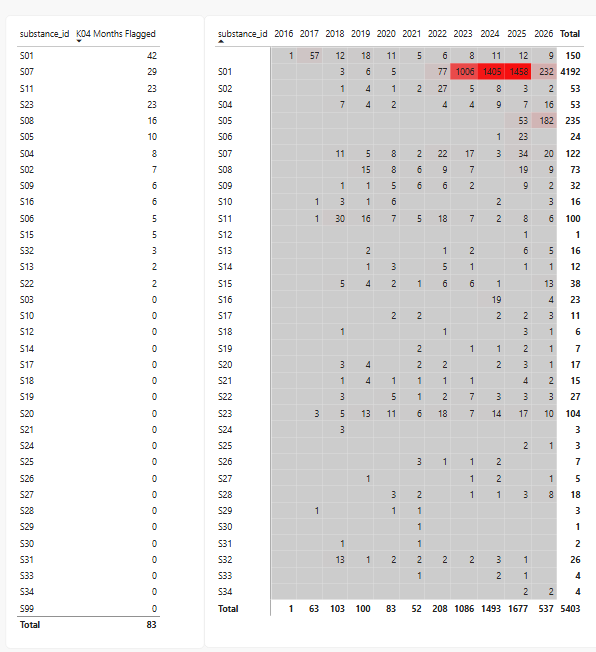 substance_id K04 Months Flagged
S01 42
S07 29
S11 23
S23 23
S08 16
S05 10
S04 8
S02 7
S09 6
S16 6
S06 5
S15 5
S32 3
S13 2
S22 2
S03 0
S10 0
S12 0
S14 0
S17 0
S18 0
S19 0
S20 0
S21 0
S24 0
S25 0
S26 0
S27 0
S28 0
S29 0
S30 0
S31 0
S33 0
S34 0
S99 0
Total 83
substance_id 2016 2017 2018 2019 2020 2021 2022 2023 2024 2025 2026 Total
1 57 12 18 11 5 6 8 11 12 9 150
S01 3 6 5 77 1006 1405 1458 232 4192
S02 1 4 1 2 27 5 8 3 2 53
S04 7 4 2 4 4 9 7 16 53
S05 53 182 235
S06 1 23 24
S07 11 5 8 2 22 17 3 34 20 122
S08 15 8 6 9 7 19 9 73
S09 1 1 5 6 6 2 9 2 32
S10 1 3 1 6 2 3 16
S11 1 30 16 7 5 18 7 2 8 6 100
S12 1 1
S13 2 1 2 6 5 16
S14 1 3 5 1 1 1 12
S15 5 4 2 1 6 6 1 13 38
S16 19 4 23
S17 2 2 2 2 3 11
S18 1 1 3 1 6
S19 2 1 1 2 1 7
S20 3 4 2 2 2 3 1 17
S21 1 4 1 1 1 1 4 2 15
S22 3 5 1 2 7 3 3 3 27
S23 3 5 13 11 6 18 7 14 17 10 104
S24 3 3
S25 2 1 3
S26 3 1 1 2 7
S27 1 1 2 1 5
S28 3 2 1 1 3 8 18
S29 1 1 1 3
S30 1 1
S31 1 1 2
S32 13 1 2 2 2 2 3 1 26
S33 1 2 1 4
S34 2 2 4
Total 1 63 103 100 83 52 208 1086 1493 1677 537 5403